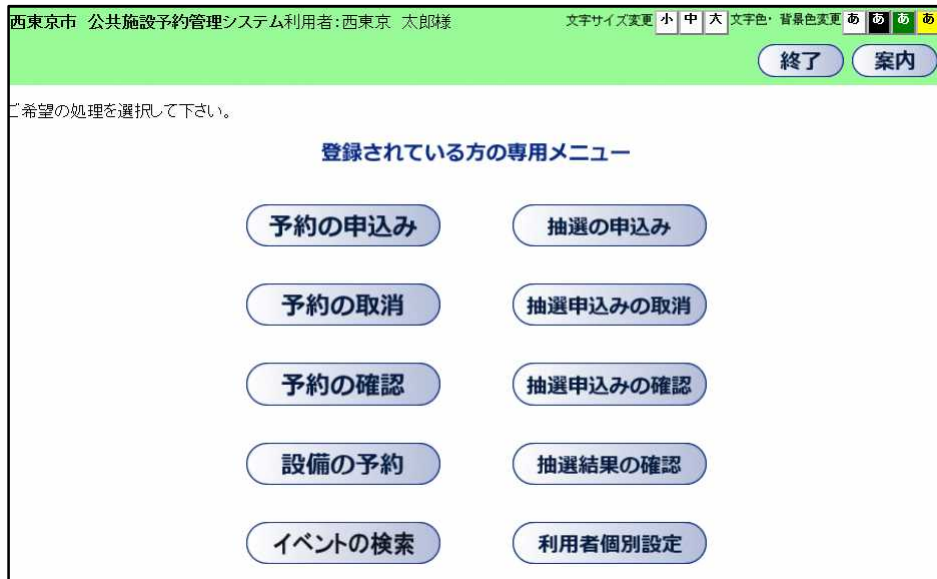 西東京市 公共施設予約管理システム利用者:西東京 太郎様 文字サイズ変更 小 中 大 文字色・背景色変更 あ あ あ あ
終了 案内
ご希望の処理を選択して下さい。
登録されている方の専用メニュー
予約の申込み 抽選の申込み
予約の取消 抽選申込みの取消
予約の確認 抽選申込みの確認
設備の予約 抽選結果の確認
イベントの検索 利用者個別設定